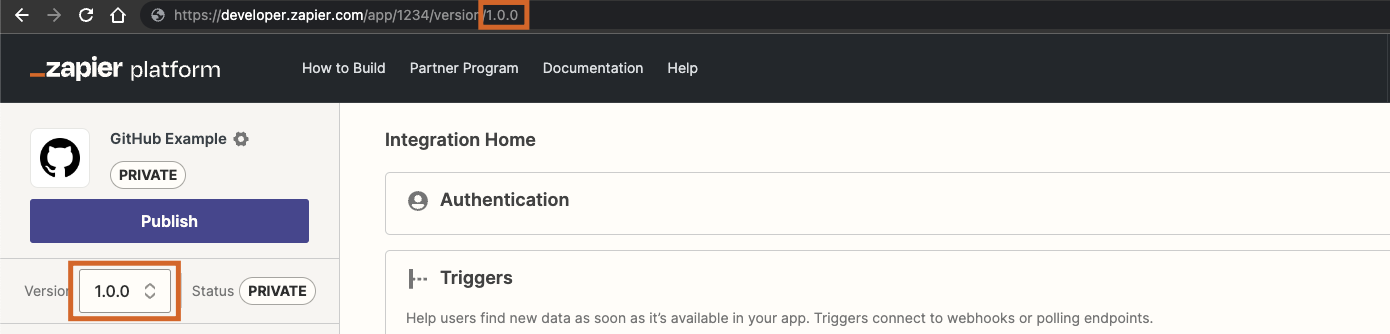 https://developer.zapier.com/app/1234/version/1.0.0
_zapier platform How to Build Partner Program Documentation Help
GitHub Example
PRIVATE
Publish
Version 1.0.0 Status PRIVATE
Integration Home
Authentication
Triggers
Help users find new data as soon as it’s available in your app. Triggers connect to webhooks or polling endpoints.